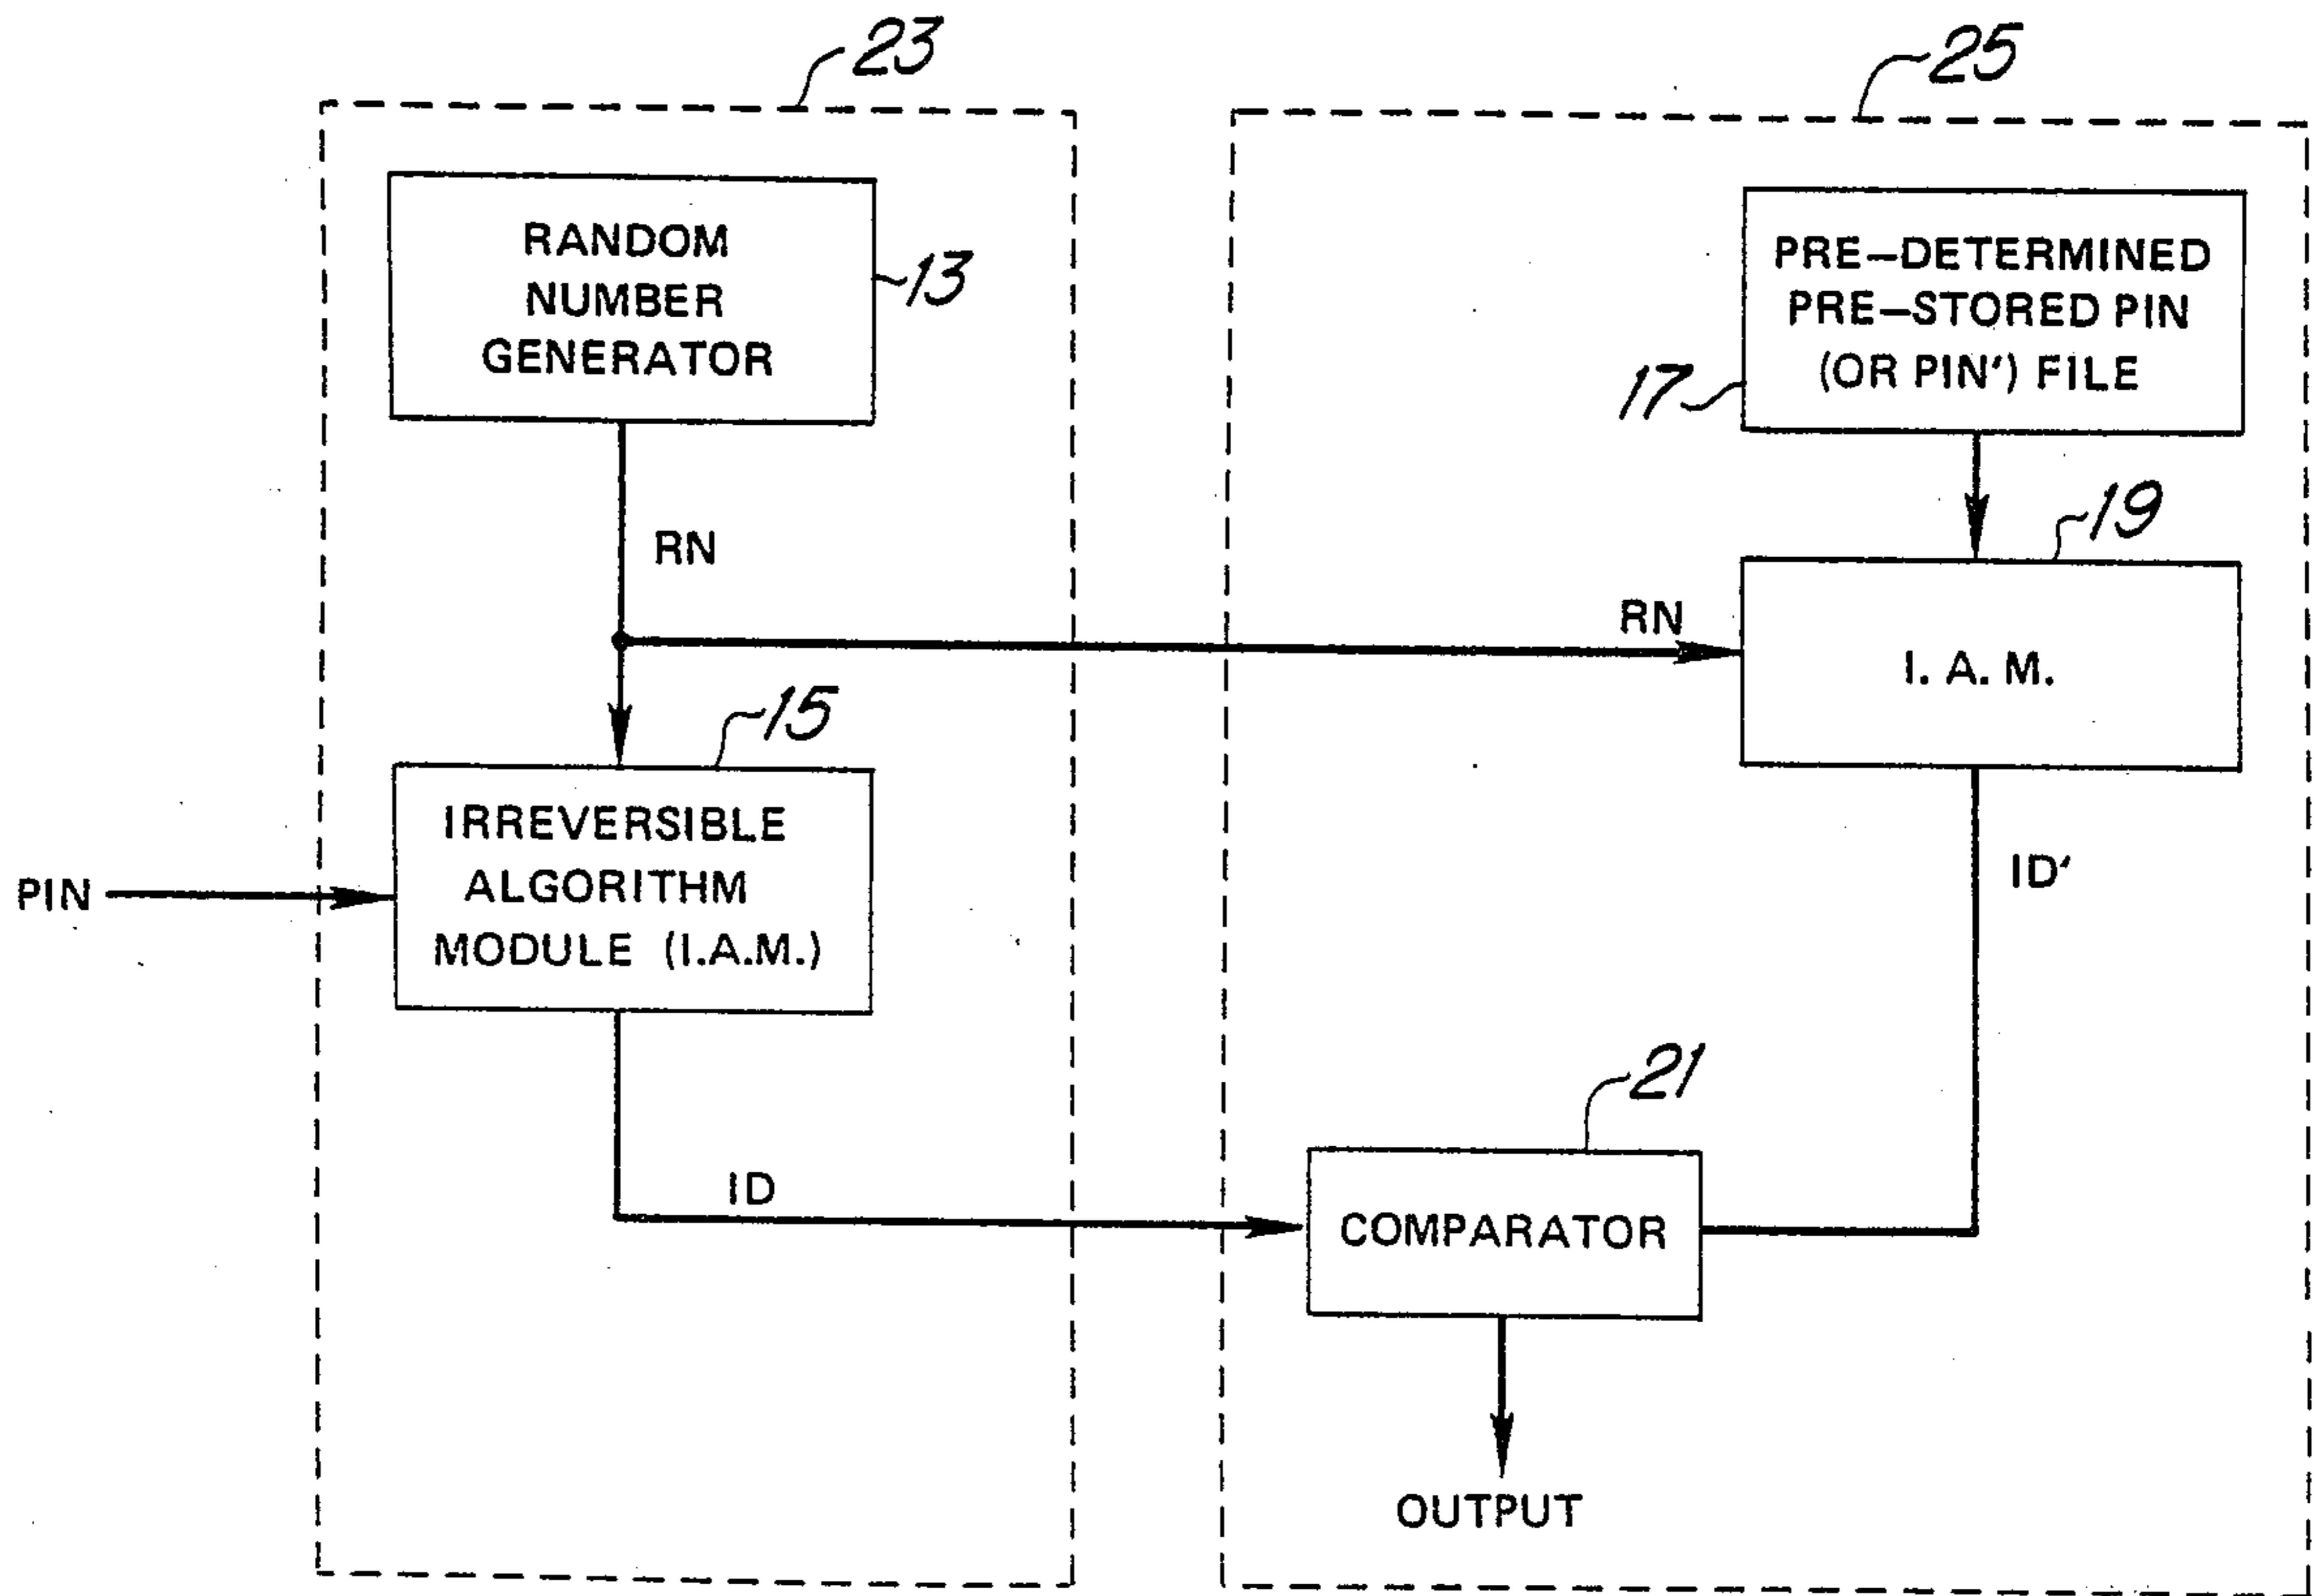 23
25
RANDOM
NUMBER
GENERATOR
13
PRE–DETERMINED
PRE–STORED PIN
(OR PIN') FILE
17
RN
19
RN
I. A. M.
15
IRREVERSIBLE
ALGORITHM
MODULE (I.A.M.)
PIN
ID'
21
ID
COMPARATOR
OUTPUT